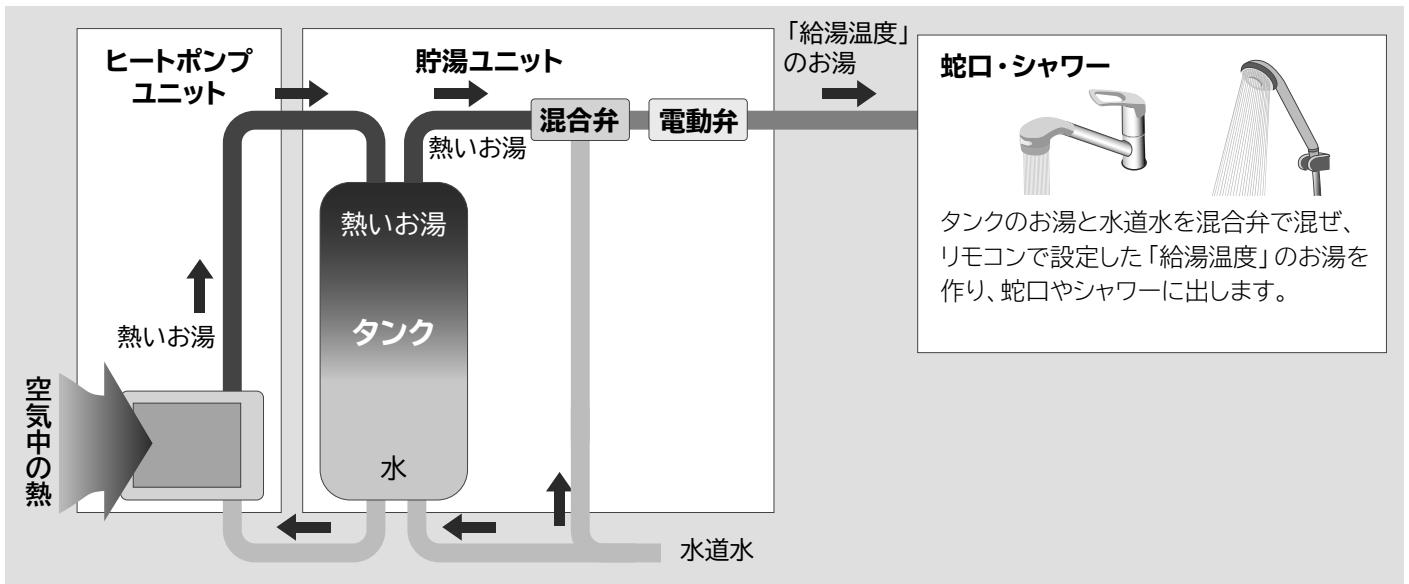 ヒートポンプ
ユニット
貯湯ユニット
「給湯温度」
のお湯
蛇口・シャワー
混合弁
電動弁
熱いお湯
熱いお湯
タンクのお湯と水道水を混合弁で混ぜ、
リモコンで設定した「給湯温度」のお湯を
作り、蛇口やシャワーに出します。
熱いお湯
タンク
空気中の熱
水
水道水